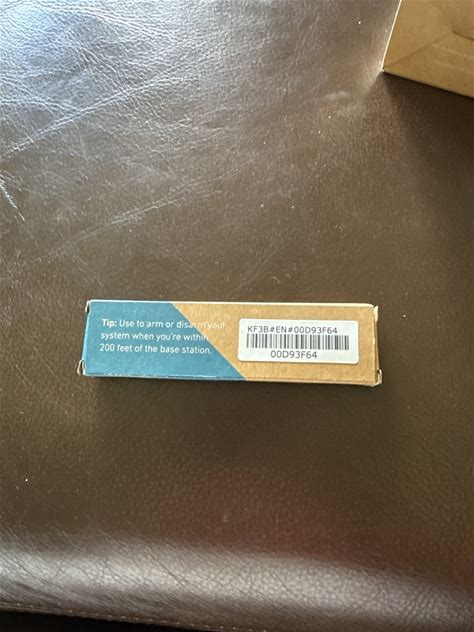 Tip: Use to arm or disarm your
system when you're within
200 feet of the base station.
KF3B#EN#00D93F64
00D93F64